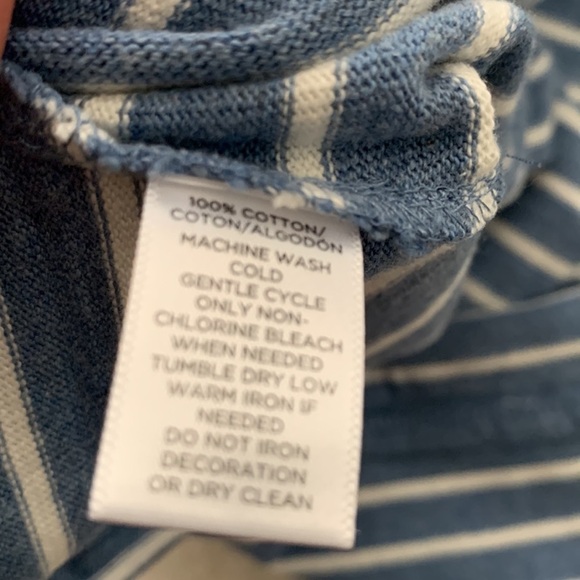 100% COTTON/
COTON/ALGODÓN
MACHINE WASH
COLD
GENTLE CYCLE
ONLY NON-
CHLORINE BLEACH
WHEN NEEDED
TUMBLE DRY LOW
WARM IRON IF
NEEDED
DO NOT IRON
DECORATION
OR DRY CLEAN